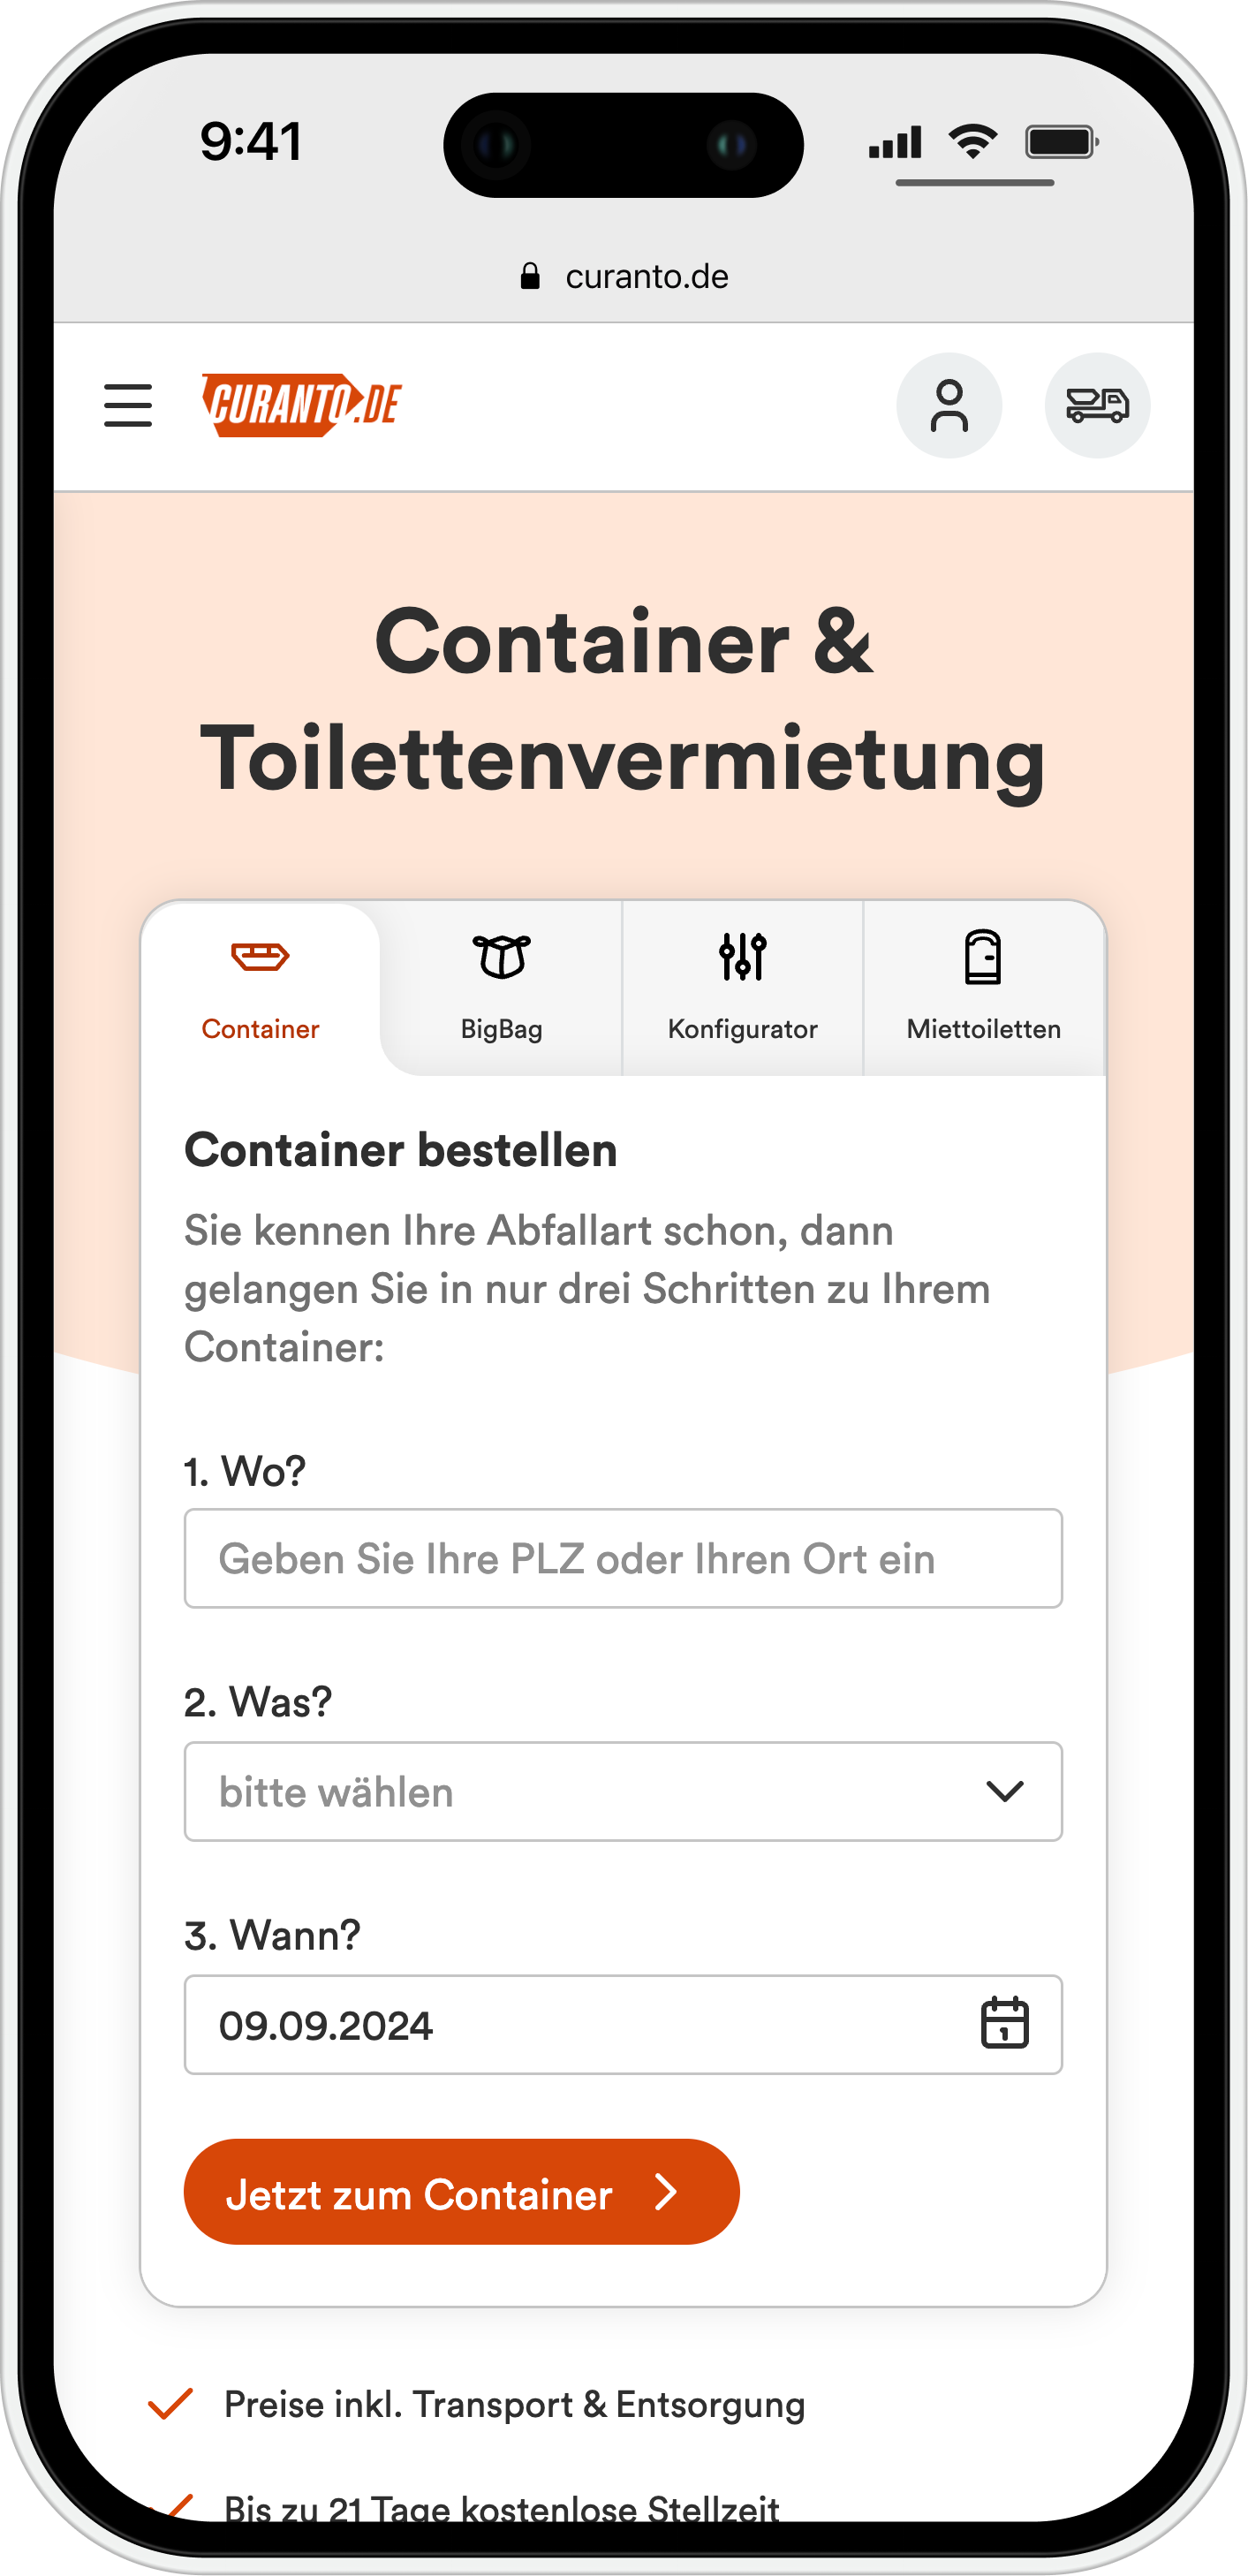 9:41
curanto.de
CURANTO.DE
Container &
Toilettenvermietung
Container
BigBag
Konfigurator
Miettoiletten
Container bestellen
Sie kennen Ihre Abfallart schon, dann
gelangen Sie in nur drei Schritten zu Ihrem
Container:
1. Wo?
Geben Sie Ihre PLZ oder Ihren Ort ein
2. Was?
bitte wählen
3. Wann?
09.09.2024
1
Jetzt zum Container
Preise inkl. Transport & Entsorgung
Bis zu 21 Tage kostenlose Stellzeit